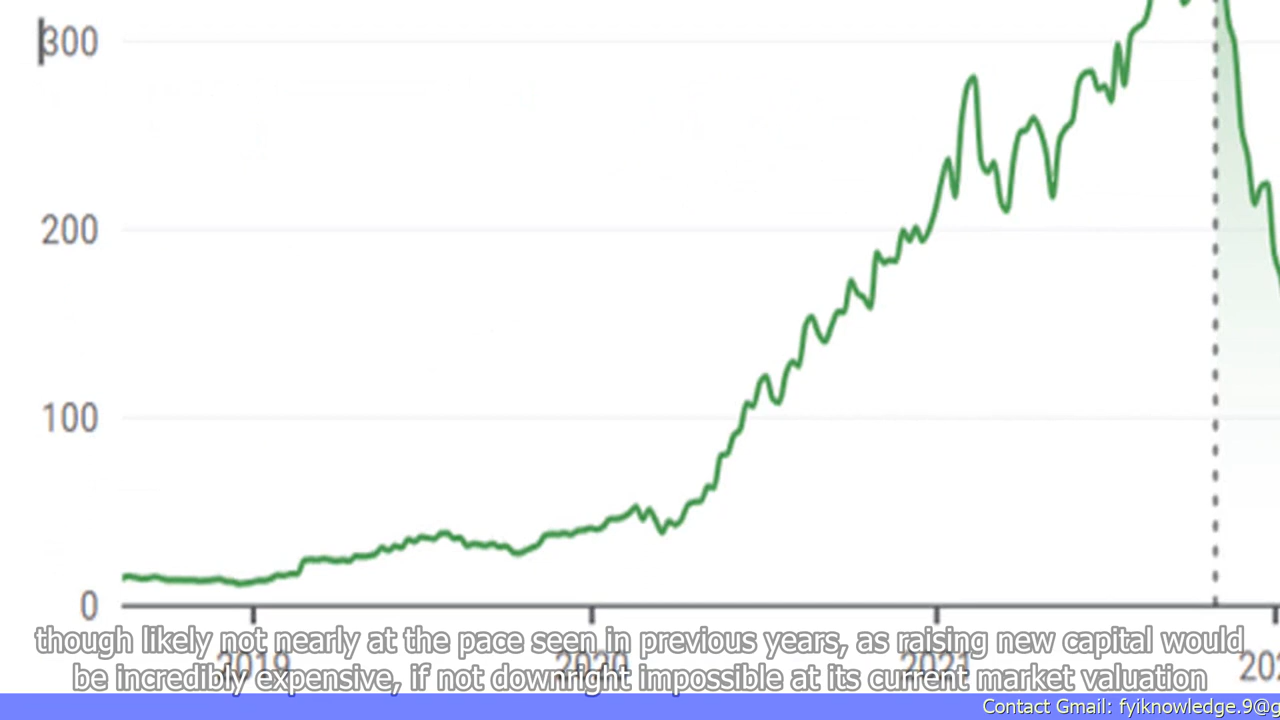 300
200
100
0
2019
2020
2021
though likely not nearly at the pace seen in previous years, as raising new capital would
be incredibly expensive, if not downright impossible at its current market valuation
Contact Gmail: fyiknowledge.9@g